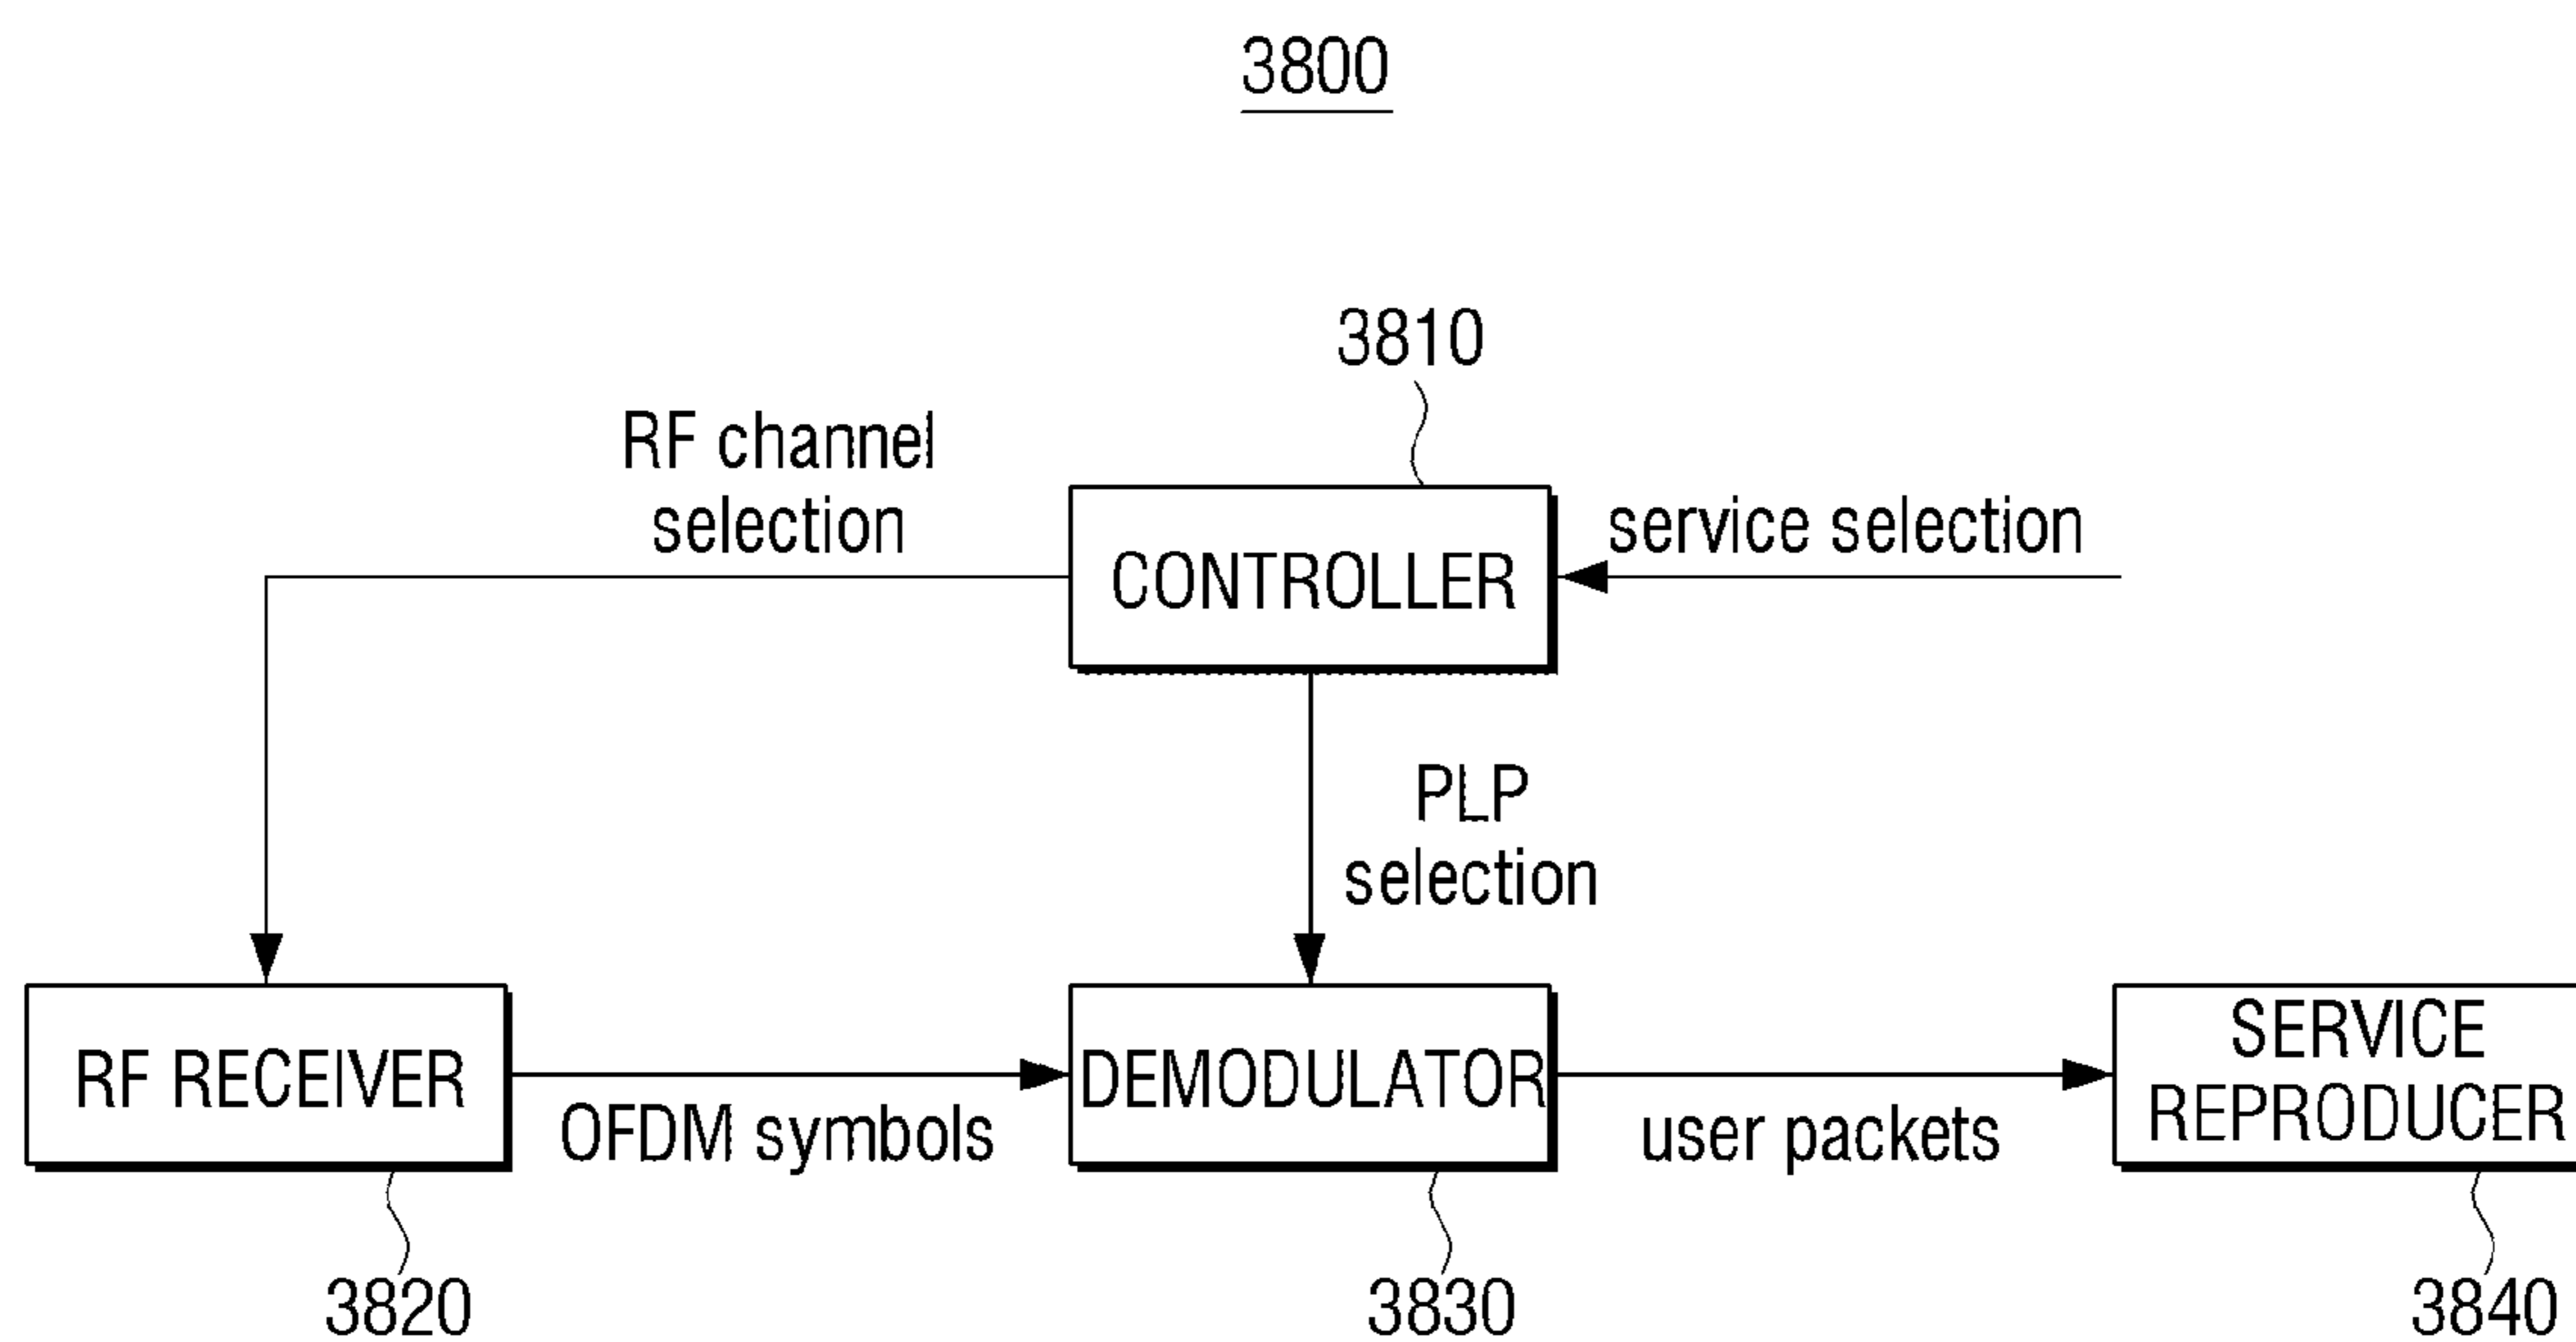 3800
3810
RF channel
selection
CONTROLLER
service selection
PLP
selection
RF RECEIVER
OFDM symbols
DEMODULATOR
user packets
SERVICE
REPRODUCER
3820
3830
3840